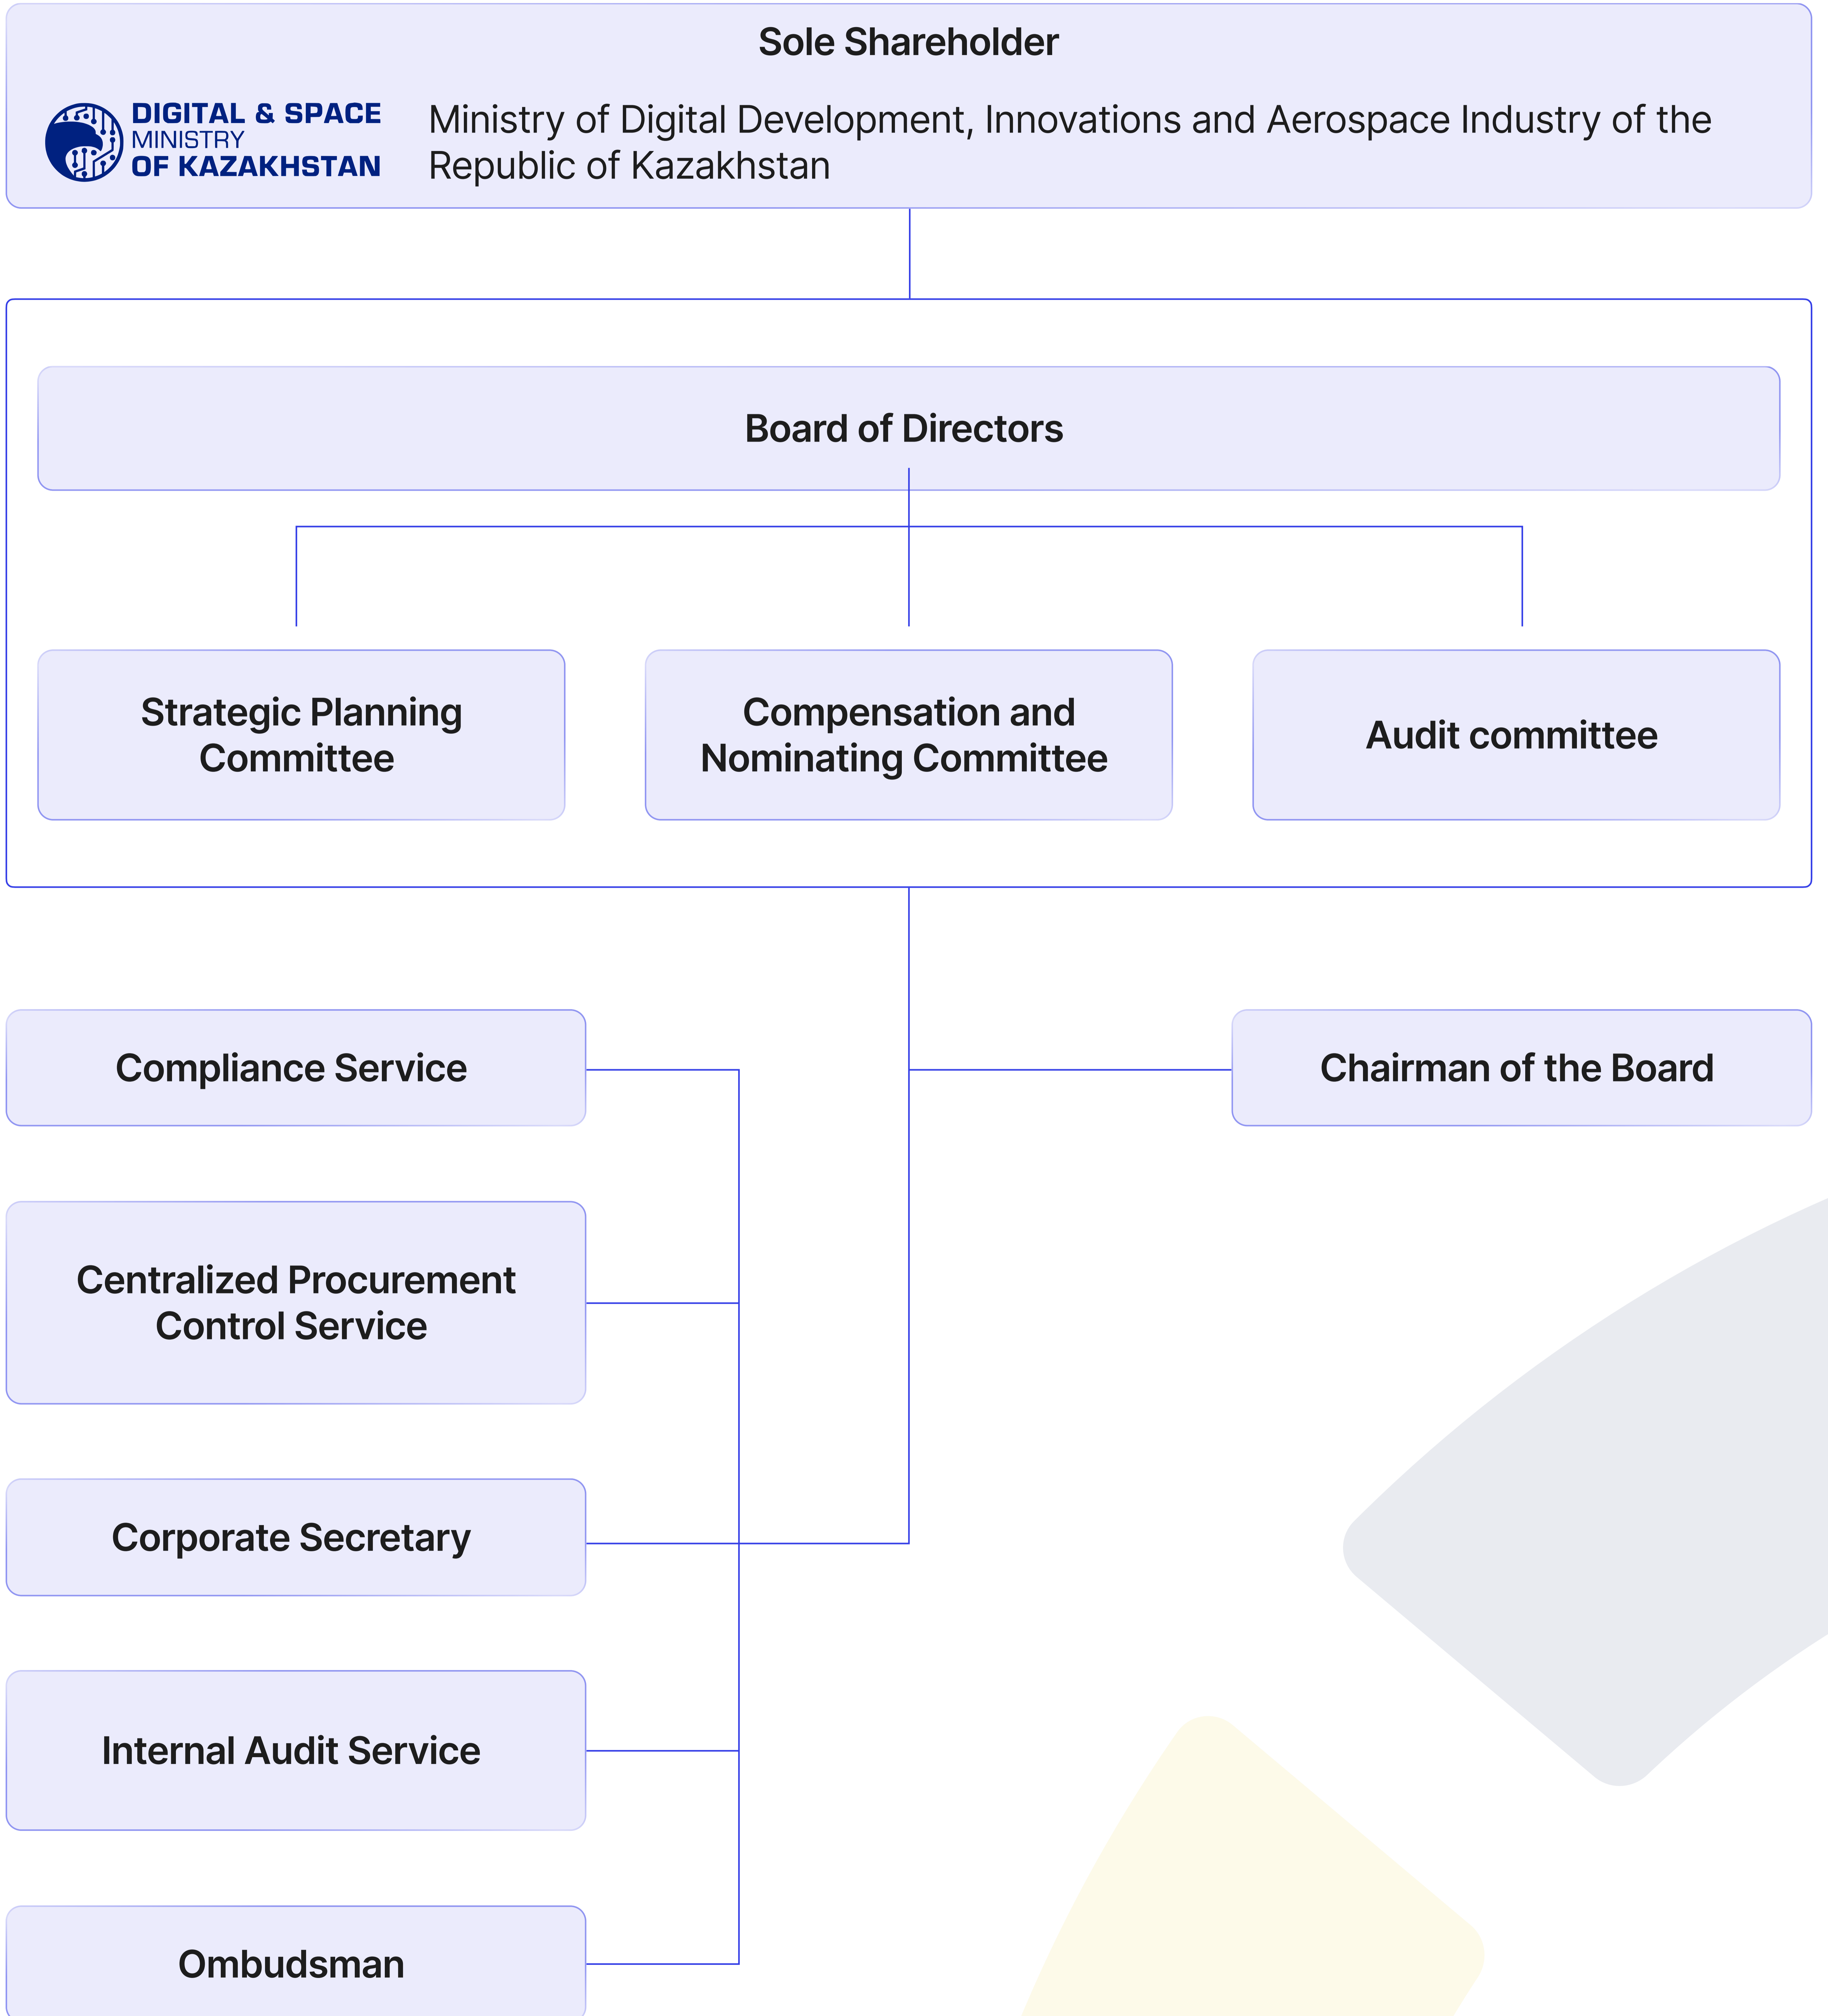 Sole Shareholder
DIGITAL & SPACE
MINISTRY
OF KAZAKHSTAN
Ministry of Digital Development, Innovations and Aerospace Industry of the
Republic of Kazakhstan
Board of Directors
Strategic Planning
Committee
Compensation and
Nominating Committee
Audit committee
Compliance Service
Chairman of the Board
Centralized Procurement
Control Service
Corporate Secretary
Internal Audit Service
Ombudsman